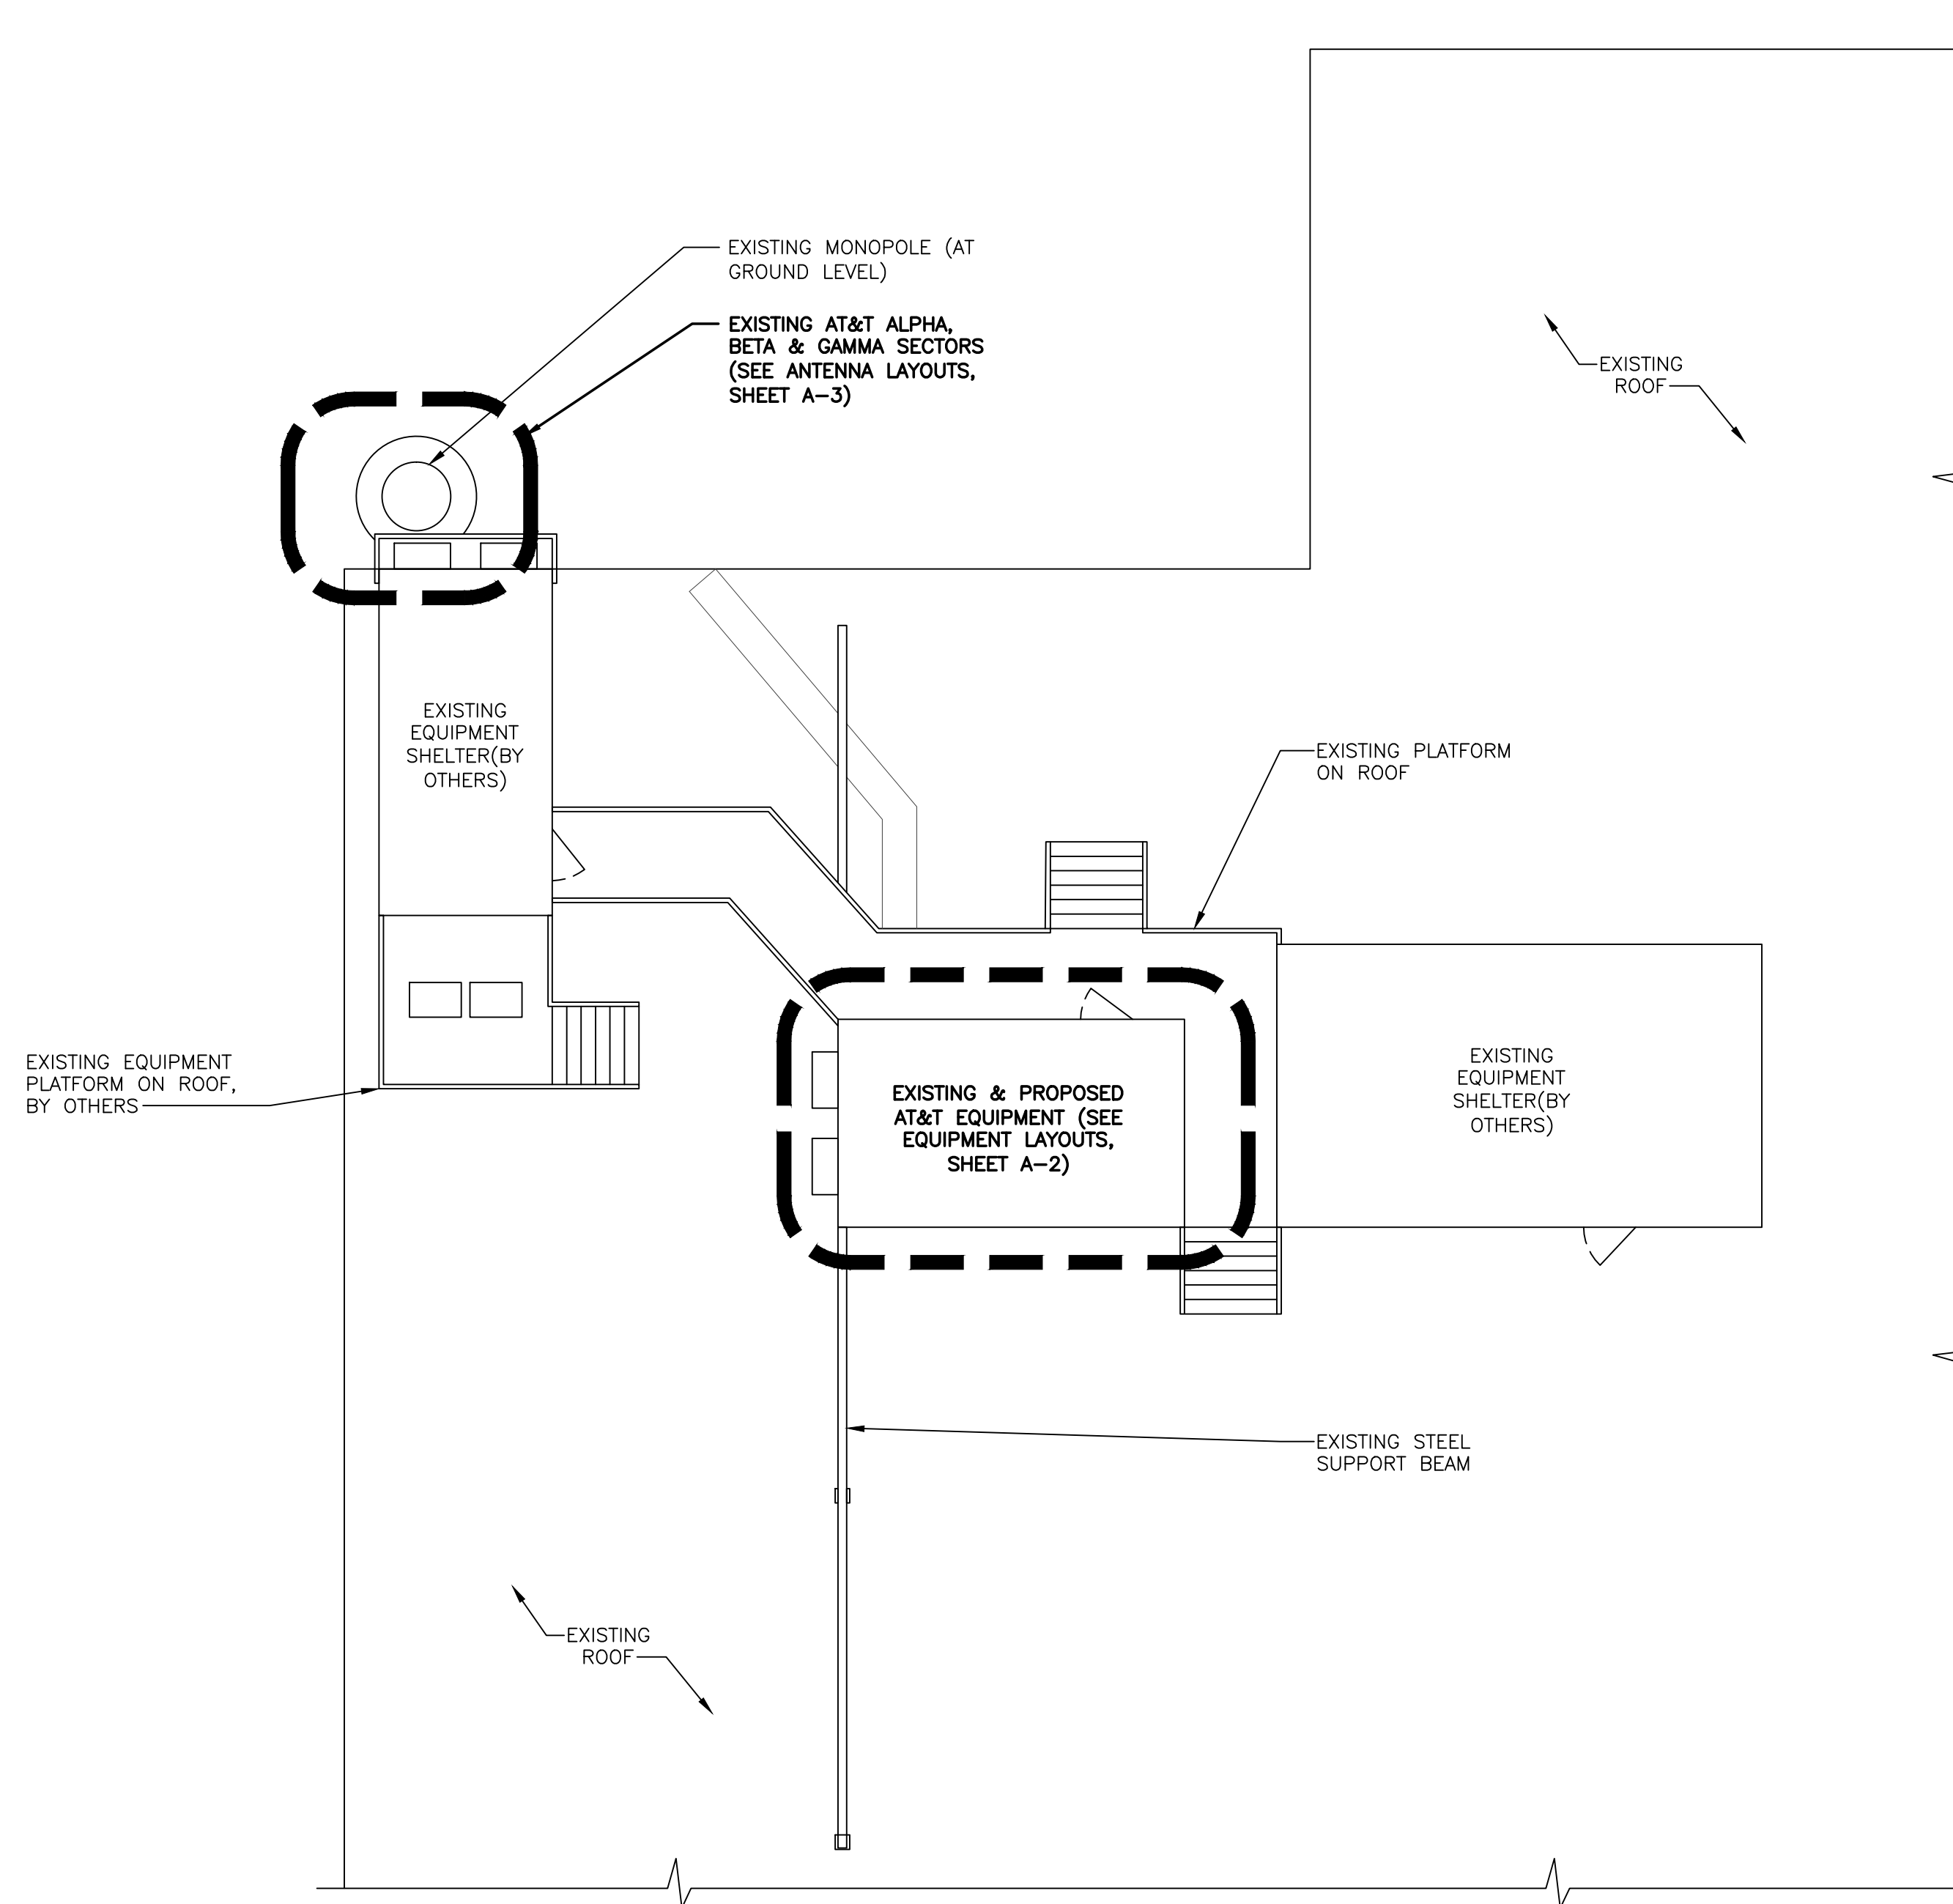 EXISTING MONOPOLE (AT
GROUND LEVEL)
EXISTING AT&T ALPHA,
BETA & GAMMA SECTORS
(SEE ANTENNA LAYOUTS,
SHEET A-3)
EXISTING
ROOF
EXISTING
EQUIPMENT
SHELTER(BY
OTHERS)
EXISTING PLATFORM
ON ROOF
EXISTING EQUIPMENT
PLATFORM ON ROOF,
BY OTHERS
EXISTING & PROPOSED
AT&T EQUIPMENT (SEE
EQUIPMENT LAYOUTS,
SHEET A-2)
EXISTING
EQUIPMENT
SHELTER(BY
OTHERS)
EXISTING STEEL
SUPPORT BEAM
EXISTING
ROOF